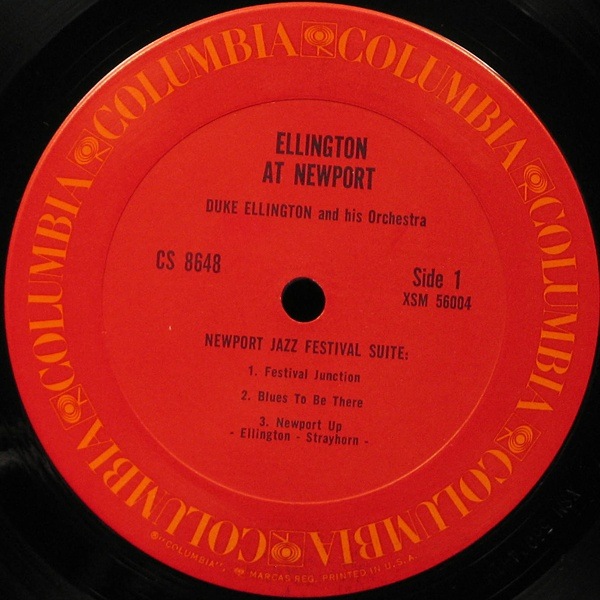 COLUMBIA COLUMBIA COLUMBIA COLUMBIA COLUMBIA COLUMBIA COLUMBIA
ELLINGTON
AT NEWPORT
DUKE ELLINGTON and his Orchestra
CS 8648
Side 1
XSM 56004
NEWPORT JAZZ FESTIVAL SUITE:
1. Festival Junction
2. Blues To Be There
3. Newport Up
- Ellington - Strayhorn -
® "COLUMBIA", MARCAS REG. PRINTED IN U.S.A.